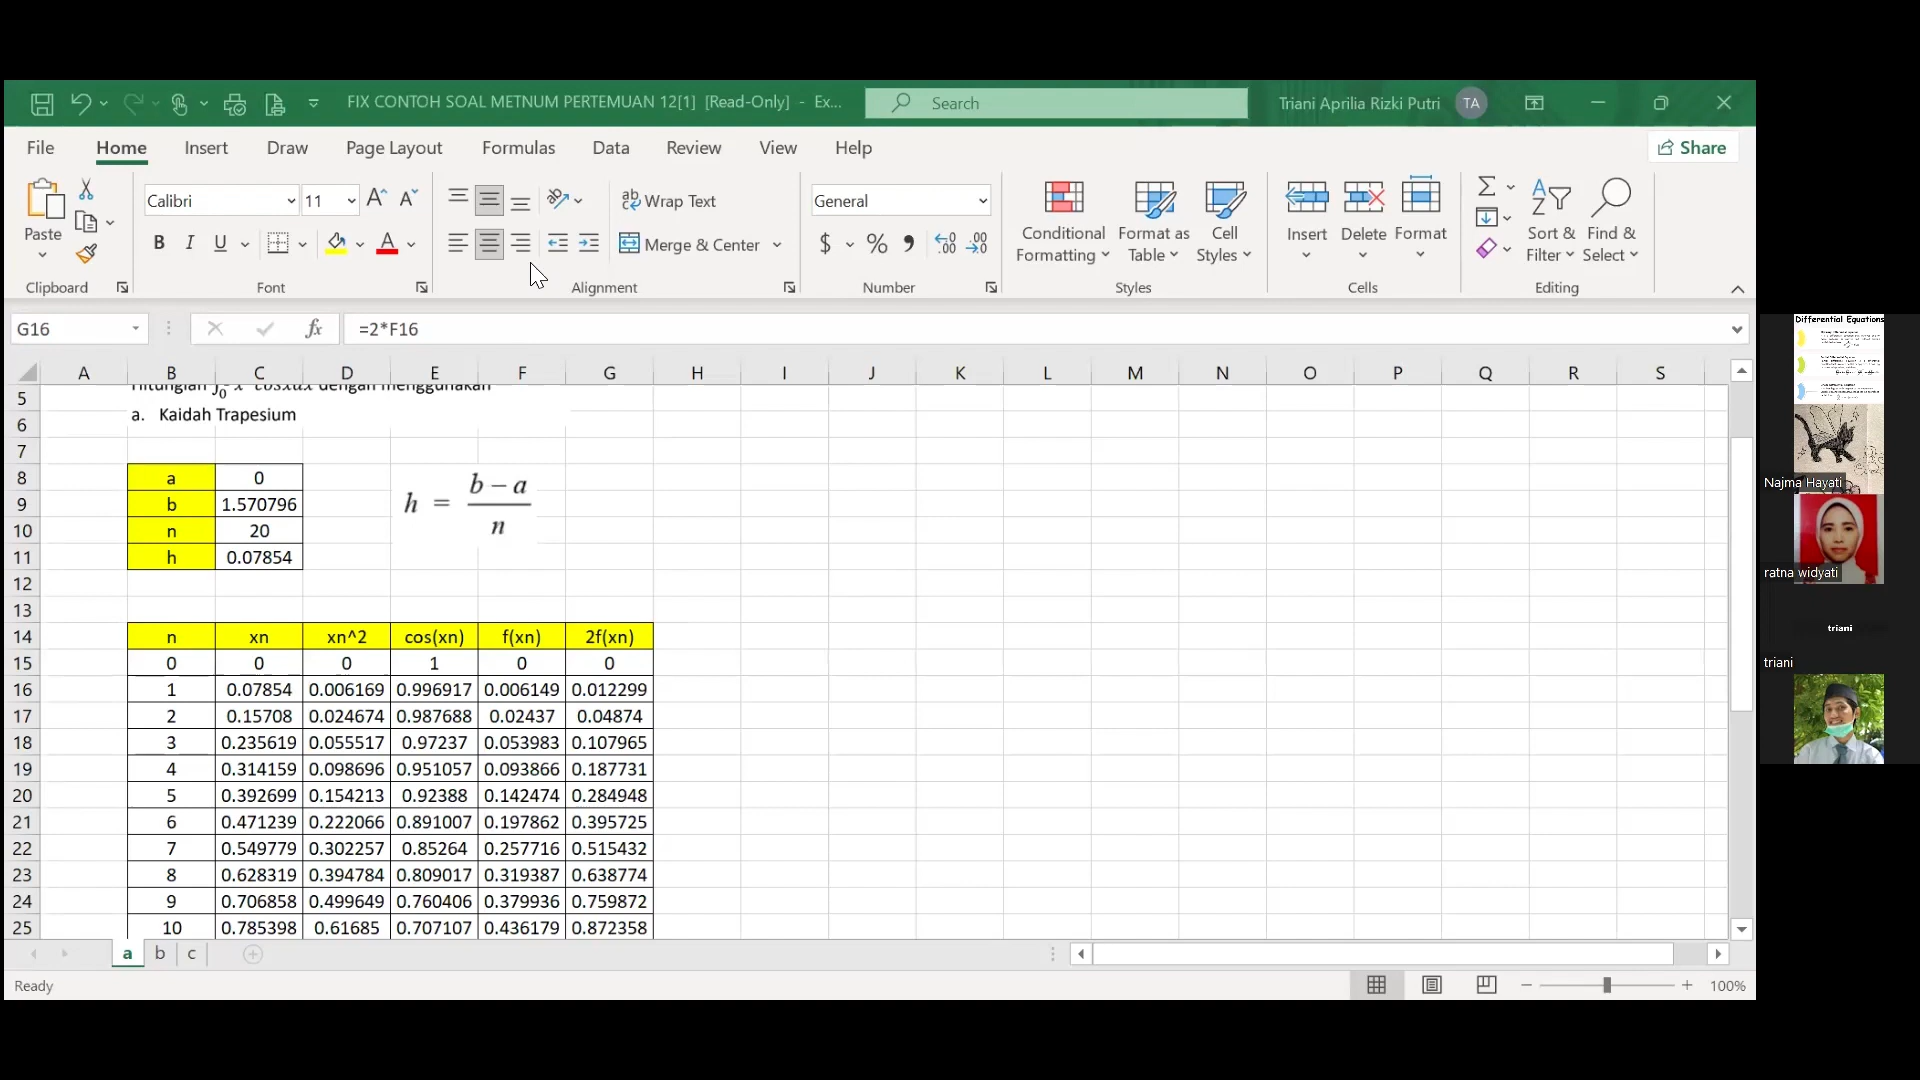 FIX CONTOH SOAL METNUM PERTEMUAN 12[1] [Read-Only] - Ex...
Search
Triani Aprilia Rizki Putri TA
File Home Insert Draw Page Layout Formulas Data Review View Help
Share
Paste
Clipboard
Calibri 11
B I U
Font
Wrap Text
Merge & Center
Alignment
General
$ % ,
Number
Conditional Formatting
Format as Table
Cell Styles
Styles
Insert Delete Format
Cells
Sort & Filter
Find & Select
Editing
G16 fx =2*F16
A B C D E F G H I J K L M N O P Q R S
5 dengan menggunakan
6 a. Kaidah Trapesium
7
8 a 0
9 b 1.570796
10 n 20
11 h 0.07854
h = b − a / n
12
13
14 n xn xn^2 cos(xn) f(xn) 2f(xn)
15 0 0 0 1 0 0
16 1 0.07854 0.006169 0.996917 0.006149 0.012299
17 2 0.15708 0.024674 0.987688 0.02437 0.04874
18 3 0.235619 0.055517 0.97237 0.053983 0.107965
19 4 0.314159 0.098696 0.951057 0.093866 0.187731
20 5 0.392699 0.154213 0.92388 0.142474 0.284948
21 6 0.471239 0.222066 0.891007 0.197862 0.395725
22 7 0.549779 0.302257 0.85264 0.257716 0.515432
23 8 0.628319 0.394784 0.809017 0.319387 0.638774
24 9 0.706858 0.499649 0.760406 0.379936 0.759872
25 10 0.785398 0.61685 0.707107 0.436179 0.872358
a b c
Ready
100%
Differential Equations
Najma Hayati
ratna widyati
triani
triani